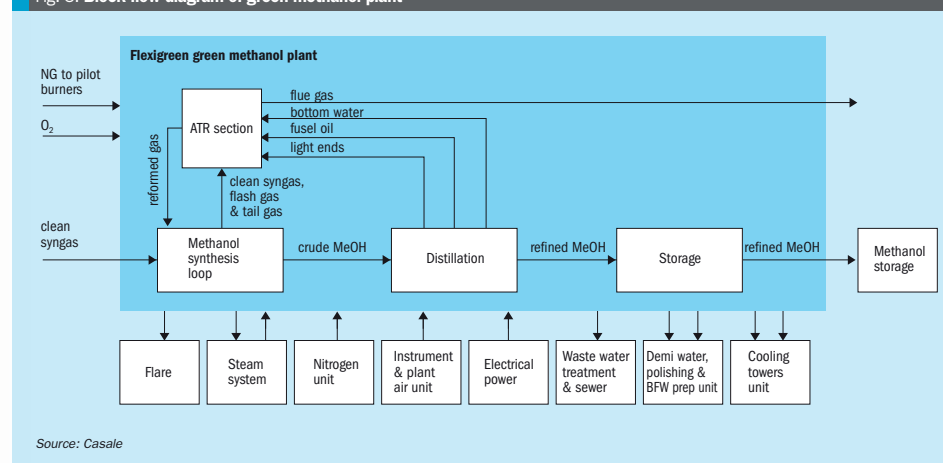 Fig. 3: Block flow diagram of green methanol plant
Flexigreen green methanol plant
NG to pilot
burners
O₂
flue gas
bottom water
fusel oil
light ends
ATR section
reformed gas
clean syngas,
flash gas
& tail gas
clean
syngas
Methanol
synthesis
loop
crude MeOH
Distillation
refined MeOH
Storage
refined MeOH
Methanol
storage
Flare
Steam
system
Nitrogen
unit
Instrument
& plant
air unit
Electrical
power
Waste water
treatment
& sewer
Demi water,
polishing &
BFW prep unit
Cooling
towers
unit
Source: Casale